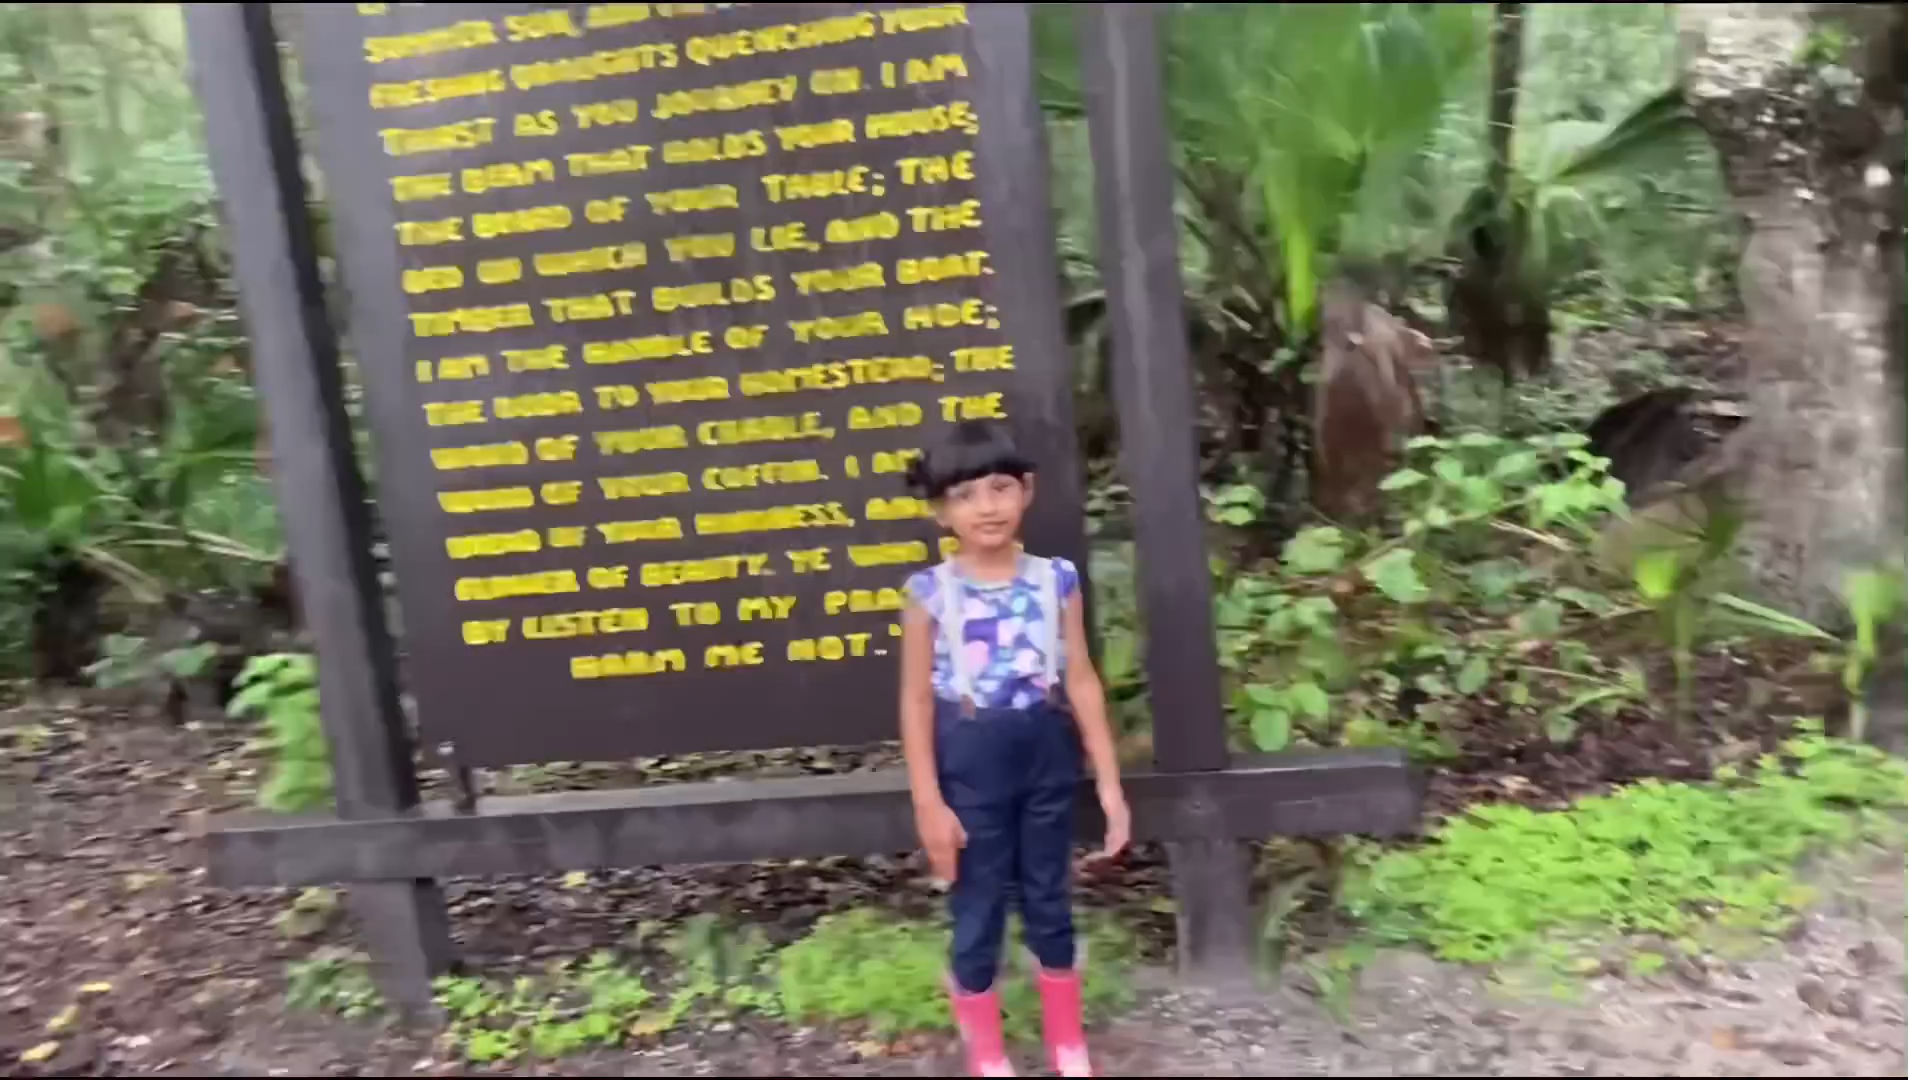 SUMMER SUN, AND
FRESHING DRAUGHTS QUENCHING YOUR
THIRST AS YOU JOURNEY ON. I AM
THE BEAM THAT HOLDS YOUR HOUSE;
THE BOARD OF YOUR TABLE; THE
BED ON WHICH YOU LIE, AND THE
TIMBER THAT BUILDS YOUR BOAT.
I AM THE HANDLE OF YOUR HOE;
THE DOOR TO YOUR HOMESTEAD; THE
WOOD OF YOUR CRADLE, AND THE
WOOD OF YOUR COFFIN. I AM
OF YOUR KINDNESS, AND
FLOWER OF BEAUTY. YE WHO
BY LISTEN TO MY
HARM ME NOT."